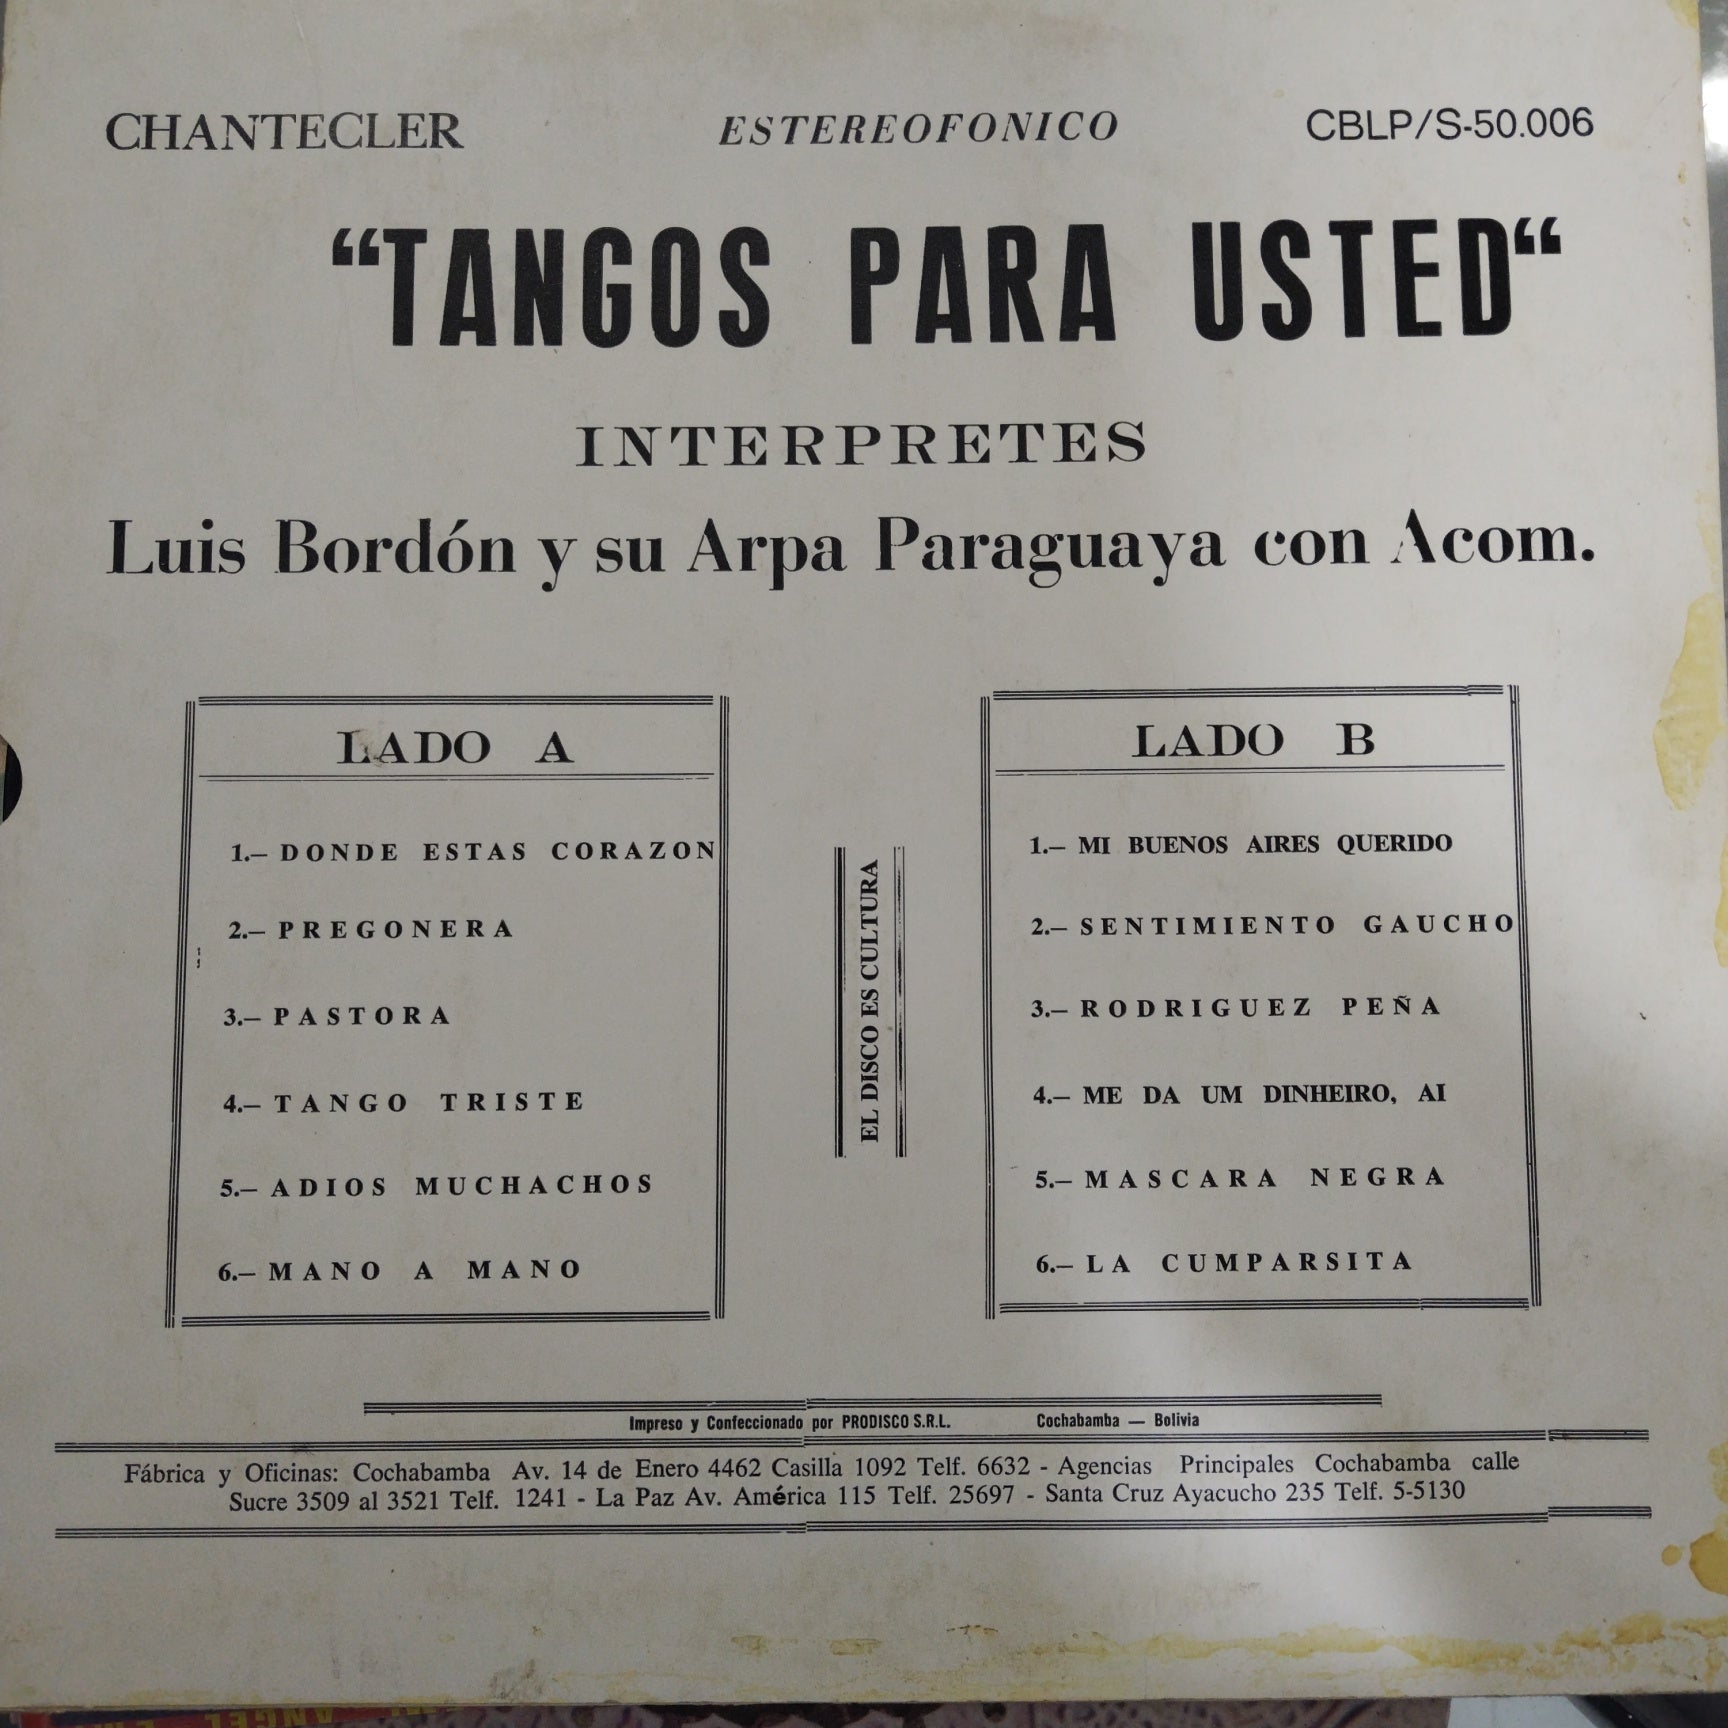 CHANTECLER ESTEREOFONICO CBLP/S-50.006
“TANGOS PARA USTED“
INTERPRETES
Luis Bordón y su Arpa Paraguaya con Acom.
LADO A
1.– DONDE ESTAS CORAZON
2.– PREGONERA
3.– PASTORA
4.– TANGO TRISTE
5.– ADIOS MUCHACHOS
6.– MANO A MANO
EL DISCO ES CULTURA
LADO B
1.– MI BUENOS AIRES QUERIDO
2.– SENTIMIENTO GAUCHO
3.– RODRIGUEZ PEÑA
4.– ME DA UM DINHEIRO, AI
5.– MASCARA NEGRA
6.– LA CUMPARSITA
Impreso y Confeccionado por PRODISCO S.R.L. Cochabamba — Bolivia
Fábrica y Oficinas: Cochabamba Av. 14 de Enero 4462 Casilla 1092 Telf. 6632 - Agencias Principales Cochabamba calle
Sucre 3509 al 3521 Telf. 1241 - La Paz Av. América 115 Telf. 25697 - Santa Cruz Ayacucho 235 Telf. 5-5130
ANGEL